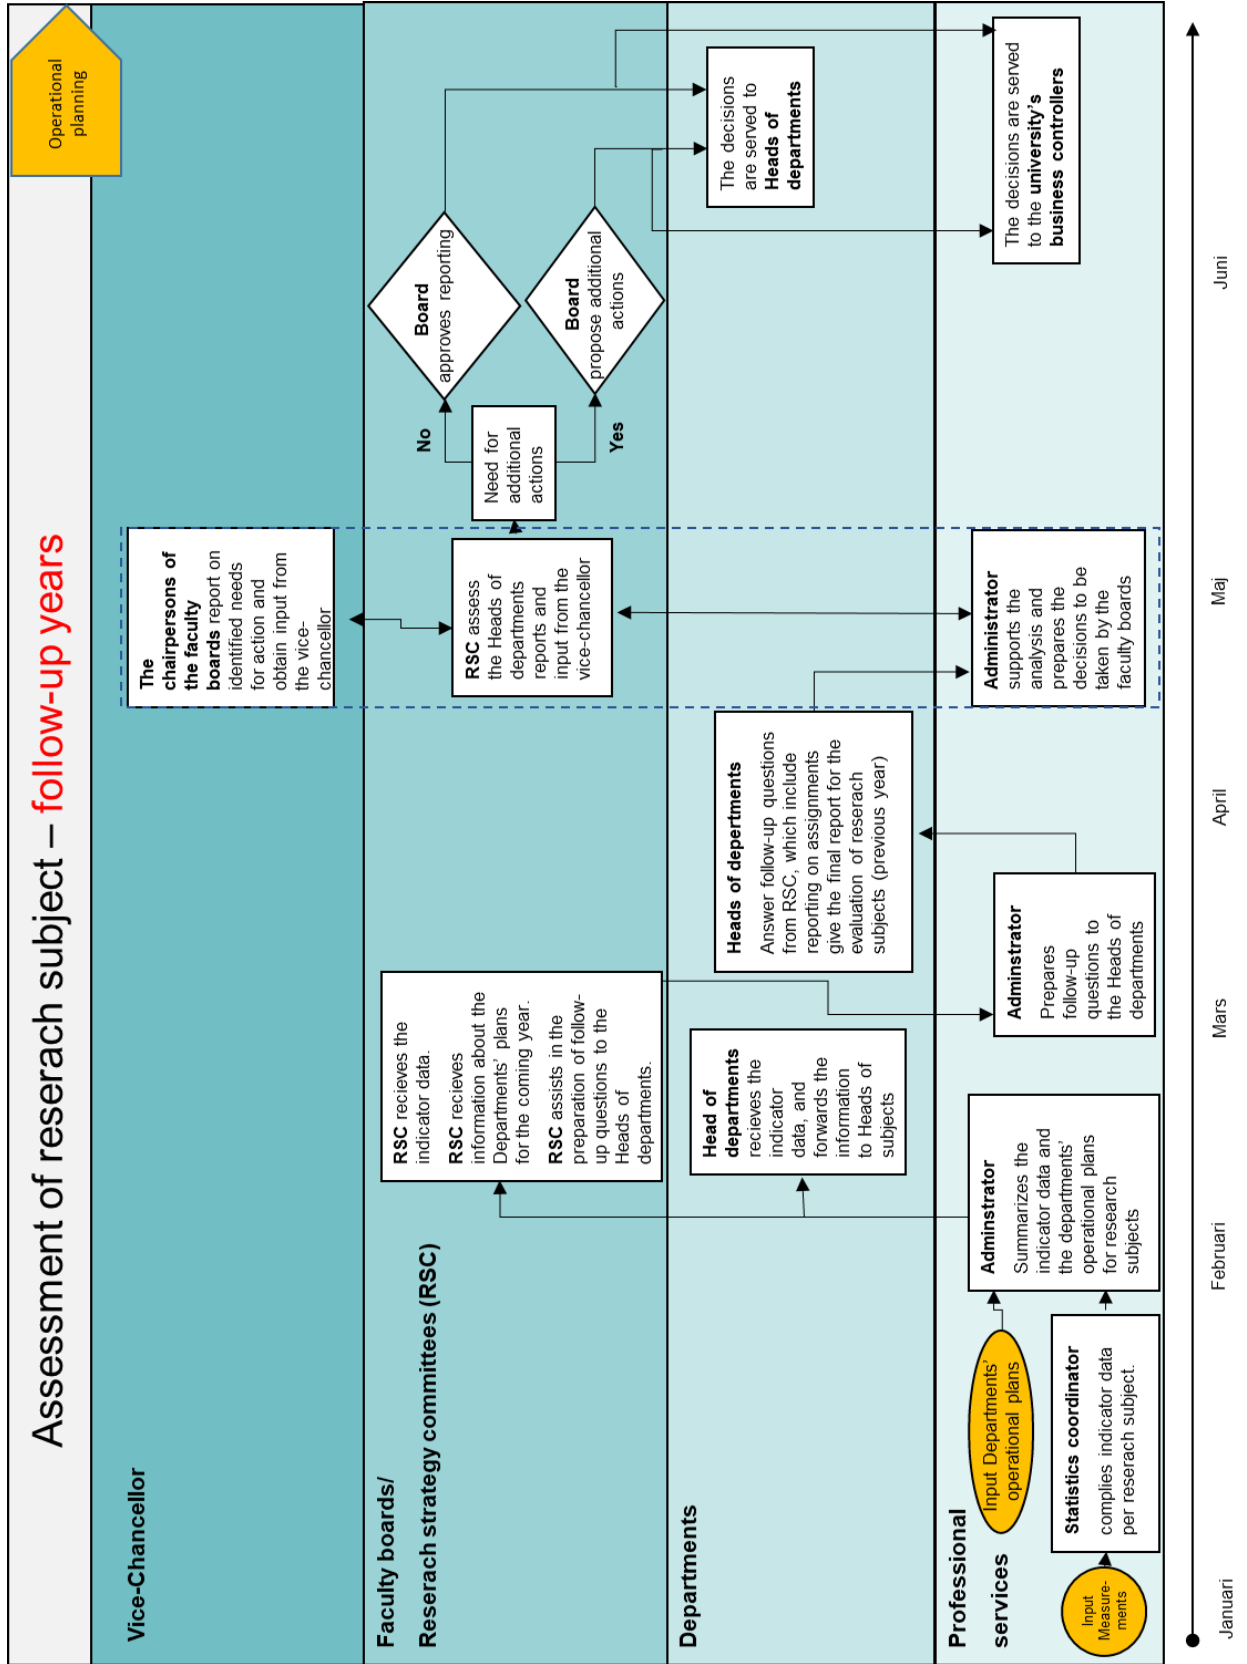 Assessment of reserach subject – follow-up years
Operational
planning
Vice-Chancellor
The
chairpersons of
the faculty
boards report on
identified needs
for action and
obtain input from
the vice-
chancellor
Faculty boards/
Reserach strategy committees (RSC)
RSC recieves the
indicator data.
RSC recieves
information about the
Departments’ plans
for the coming year.
RSC assists in the
preparation of follow-
up questions to the
Heads of
departments.
RSC assess
the Heads of
departments
reports and
input from the
vice-chancellor
Need for
additional
actions
No
Yes
Board
approves reporting
Board
propose additional
actions
Departments
Head of
departments
recieves the
indicator
data, and
forwards the
information
to Heads of
subjects
Heads of depertments
Answer follow-up questions
from RSC, which include
reporting on assignments
give the final report for the
evaluation of reserach
subjects (previous year)
The decisions
are served to
Heads of
departments
Professional
services
Input
Measure-
ments
Input Departments’
operational plans
Statistics coordinator
complies indicator data
per reserach subject.
Adminstrator
Summarizes the
indicator data and
the departments’
operational plans
for research
subjects
Adminstrator
Prepares
follow-up
questions to
the Heads of
departments
Administrator
supports the
analysis and
prepares the
decisions to be
taken by the
faculty boards
The decisions are served
to the university’s
business controllers
Januari
Februari
Mars
April
Maj
Juni